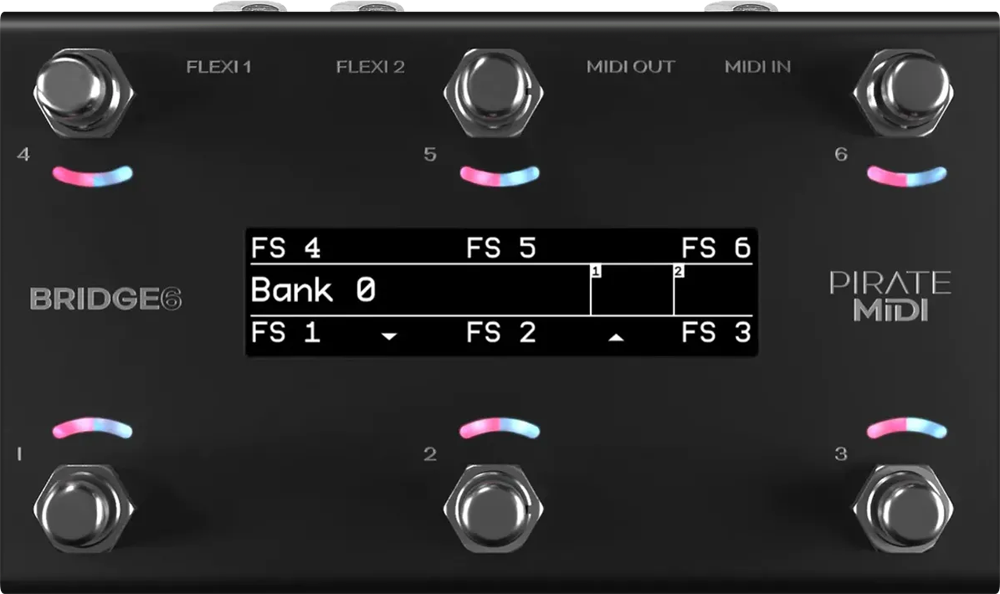 FLEXI 1
FLEXI 2
MIDI OUT
MIDI IN
4
5
6
FS 4
FS 5
FS 6
Bank 0
1
2
FS 1
FS 2
FS 3
BRIDGE6
PIRATE
MiDI
1
2
3